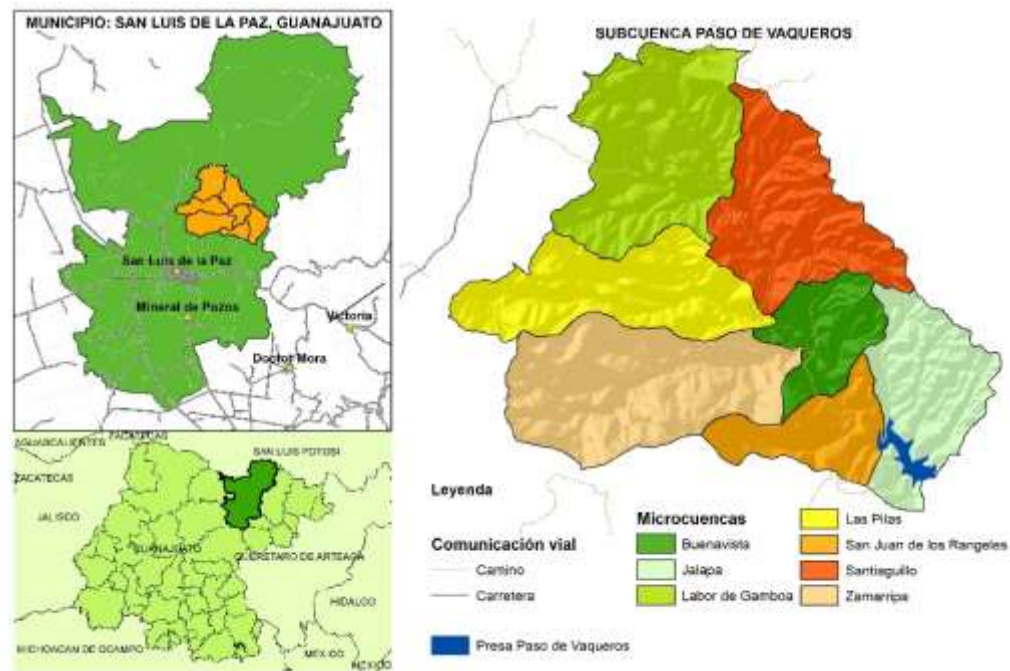 MUNICIPIO: SAN LUIS DE LA PAZ, GUANAJUATO
San Luis de la Paz
Mineral de Pozos
Victoria
Doctor Mora
AGUASCALIENTES
ZACATECAS
SAN LUIS POTOSI
ZACATECAS
JALISCO
GUANAJUATO
QUERETARO DE ARTEAGA
HIDALGO
MICHOACAN DE OCAMPO
MEXICO
MEXICO
SUBCUENCA PASO DE VAQUEROS
Leyenda
Comunicación vial
Camino
Carretera
Microcuencas
Buenavista
Jalapa
Labor de Gamboa
Las Pilas
San Juan de los Rangeles
Santiaguillo
Zamarripa
Presa Paso de Vaqueros